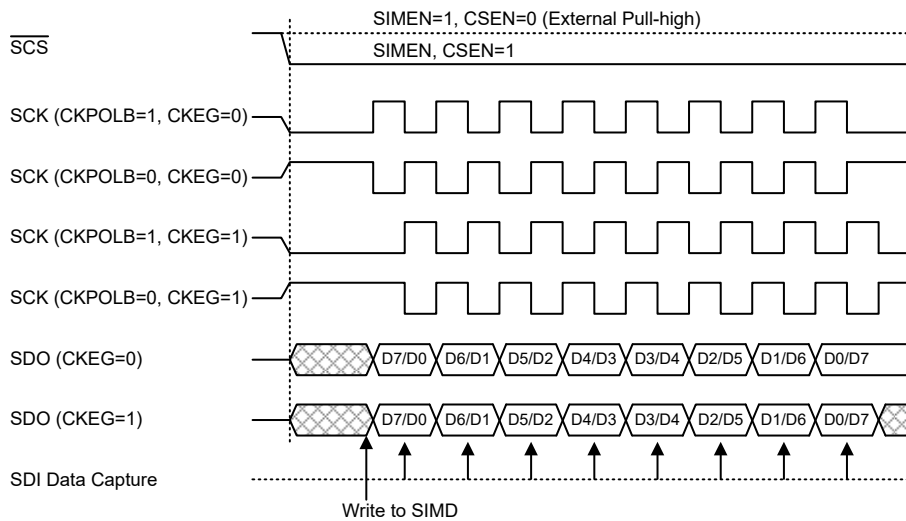 SIMEN=1, CSEN=0 (External Pull-high)
SCS
SIMEN, CSEN=1
SCK (CKPOLB=1, CKEG=0)
SCK (CKPOLB=0, CKEG=0)
SCK (CKPOLB=1, CKEG=1)
SCK (CKPOLB=0, CKEG=1)
SDO (CKEG=0) D7/D0 D6/D1 D5/D2 D4/D3 D3/D4 D2/D5 D1/D6 D0/D7
SDO (CKEG=1) D7/D0 D6/D1 D5/D2 D4/D3 D3/D4 D2/D5 D1/D6 D0/D7
SDI Data Capture
Write to SIMD